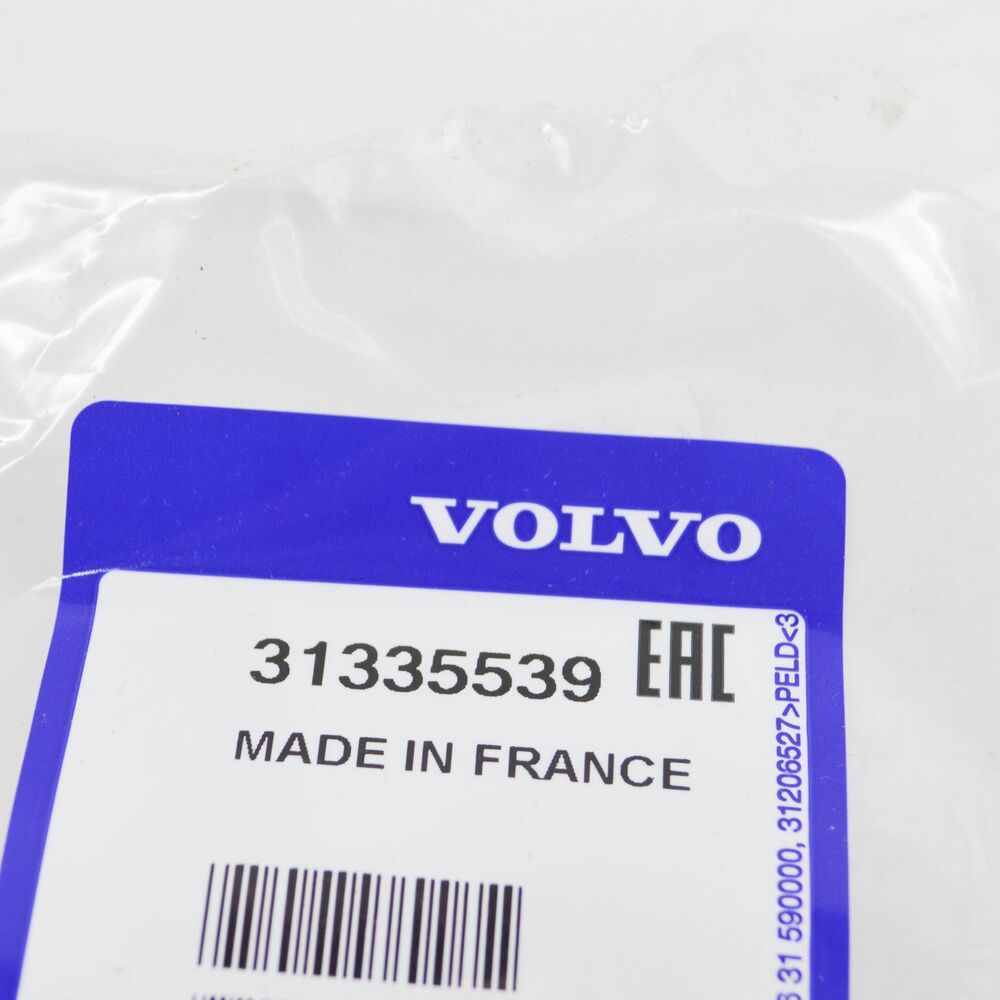 VOLVO
31335539
EAC
MADE IN FRANCE
31 590000, 31206527>PELD<3